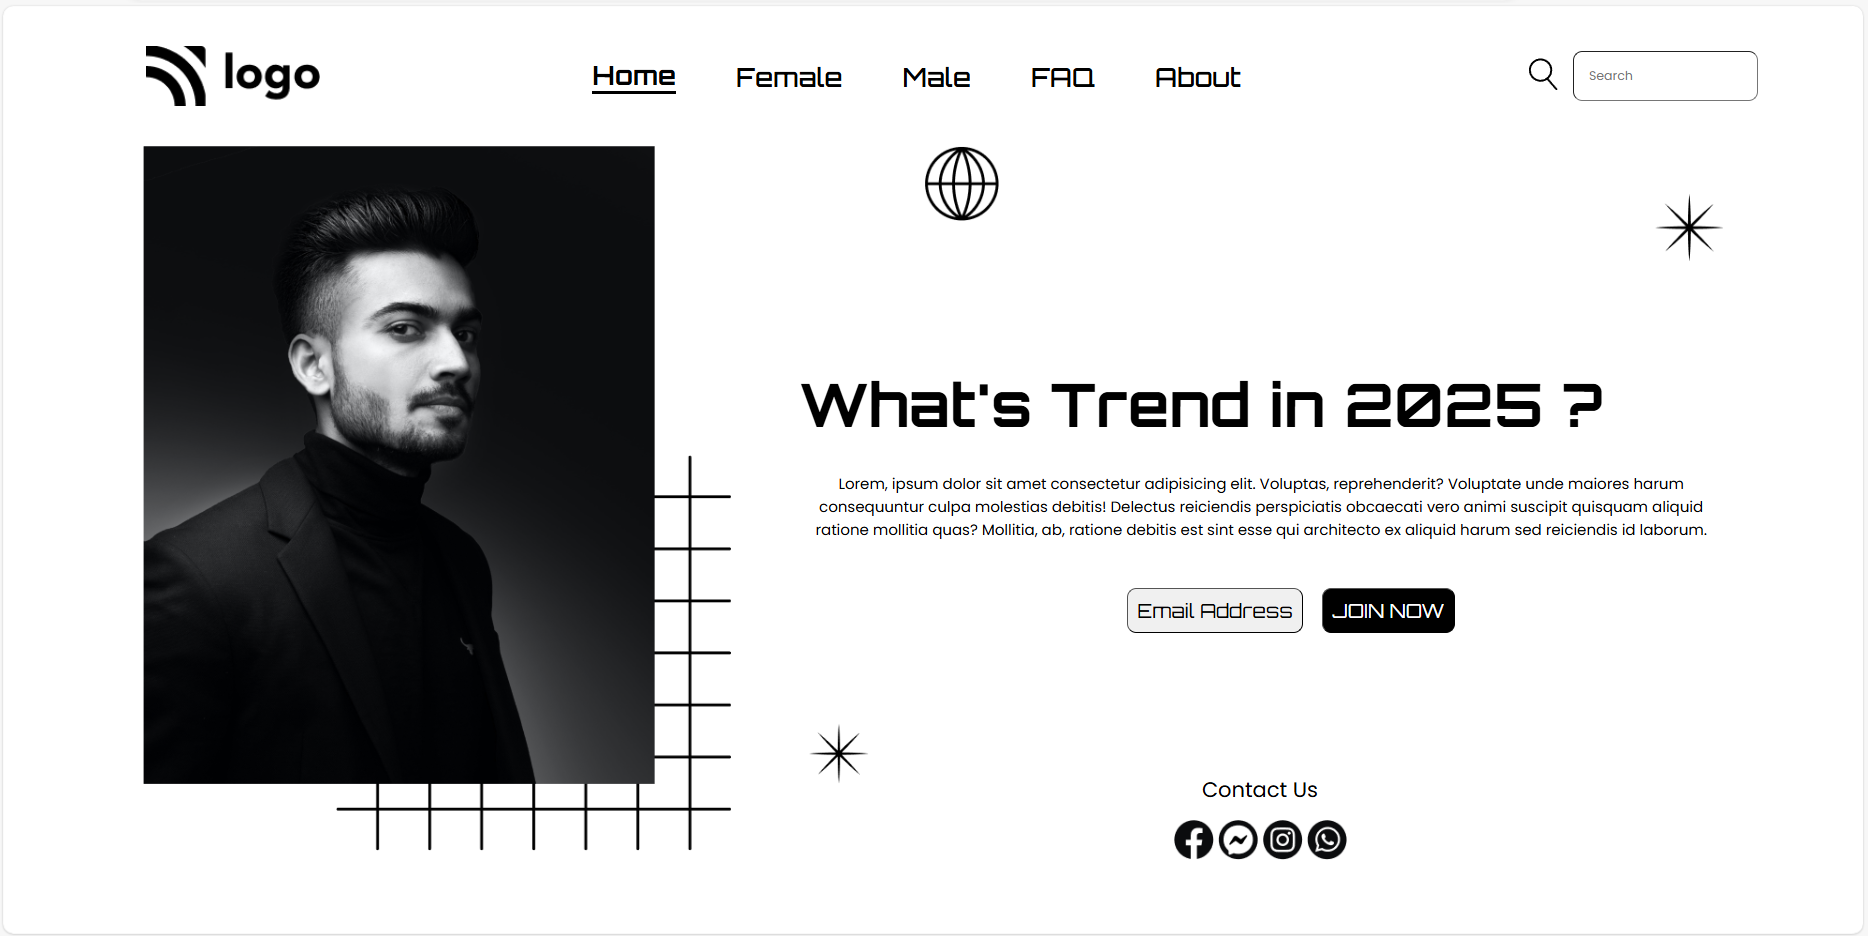 logo
Home Female Male FAQ About
Search
What's Trend in 2025 ?
Lorem, ipsum dolor sit amet consectetur adipisicing elit. Voluptas, reprehenderit? Voluptate unde maiores harum
consequuntur culpa molestias debitis! Delectus reiciendis perspiciatis obcaecati vero animi suscipit quisquam aliquid
ratione mollitia quas? Mollitia, ab, ratione debitis est sint esse qui architecto ex aliquid harum sed reiciendis id laborum.
Email Address JOIN NOW
Contact Us